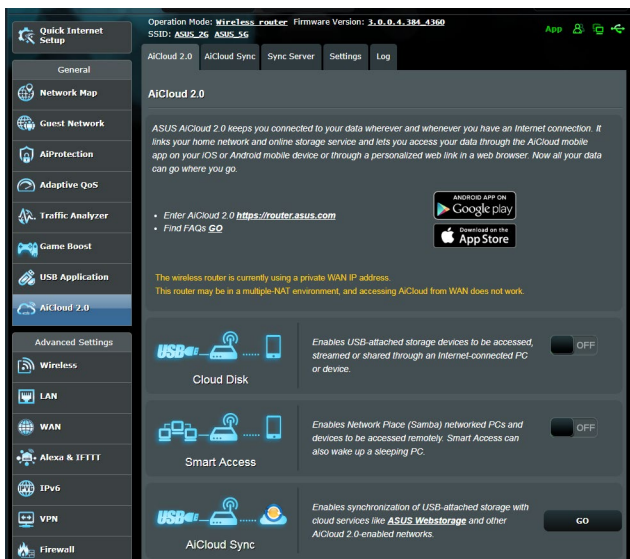 Quick Internet
Setup
Operation Mode: Wireless router Firmware Version: 3.0.0.4.384_4360
SSID: ASUS_2G ASUS_5G
App
AiCloud 2.0 AiCloud Sync Sync Server Settings Log
General
Network Map
Guest Network
AiProtection
Adaptive QoS
Traffic Analyzer
Game Boost
USB Application
AiCloud 2.0
Advanced Settings
Wireless
LAN
WAN
Alexa & IFTTT
IPv6
VPN
Firewall
AiCloud 2.0
ASUS AiCloud 2.0 keeps you connected to your data wherever and whenever you have an Internet connection. It
links your home network and online storage service and lets you access your data through the AiCloud mobile
app on your iOS or Android mobile device or through a personalized web link in a web browser. Now all your data
can go where you go.
• Enter AiCloud 2.0 https://router.asus.com
• Find FAQs GO
ANDROID APP ON
Google play
Download on the
App Store
The wireless router is currently using a private WAN IP address.
This router may be in a multiple-NAT environment, and accessing AiCloud from WAN does not work.
USB
Cloud Disk
Enables USB-attached storage devices to be accessed,
streamed or shared through an Internet-connected PC
or device.
OFF
Smart Access
Enables Network Place (Samba) networked PCs and
devices to be accessed remotely. Smart Access can
also wake up a sleeping PC.
OFF
USB
AiCloud Sync
Enables synchronization of USB-attached storage with
cloud services like ASUS Webstorage and other
AiCloud 2.0-enabled networks.
GO